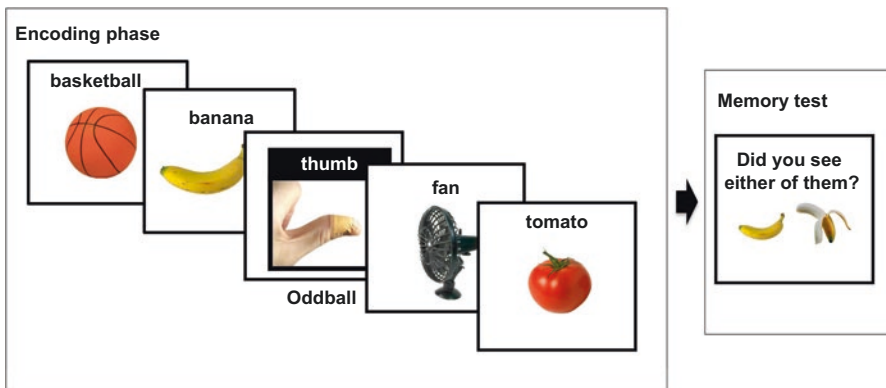 Encoding phase
basketball
banana
thumb
fan
tomato
Oddball
Memory test
Did you see
either of them?